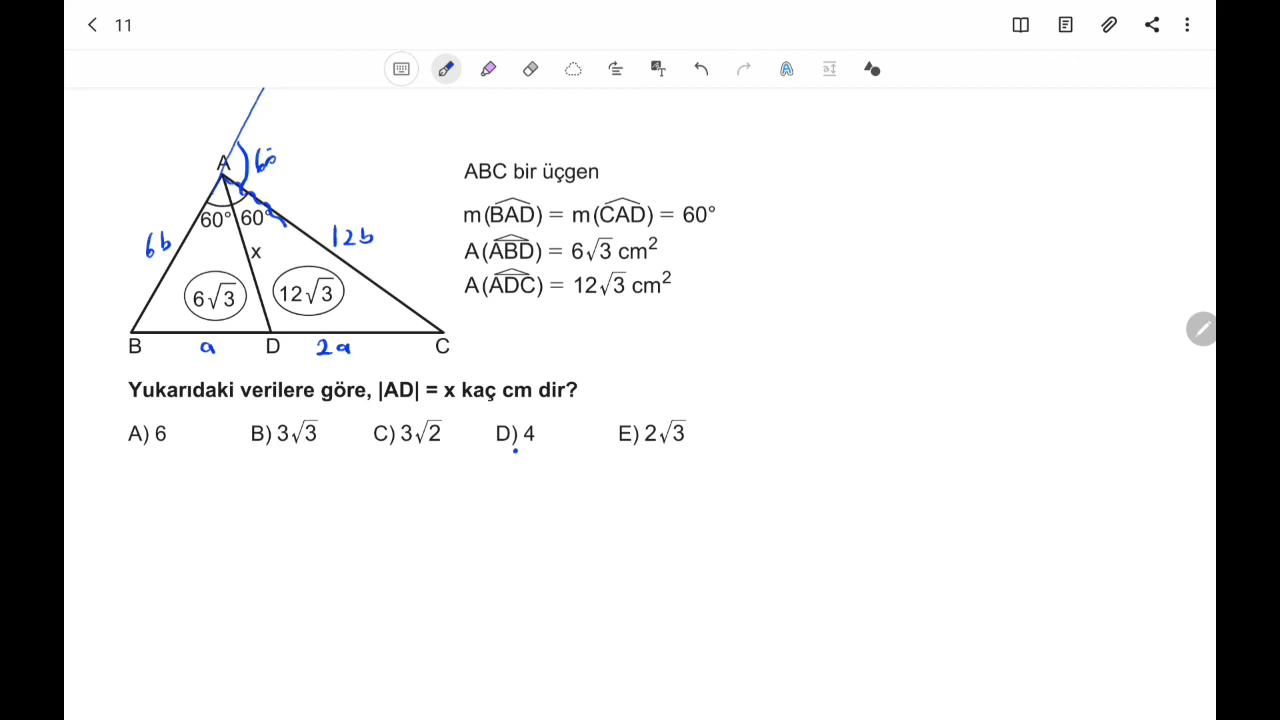 11
A
60
60° 60°
6b
12b
x
6√3
12√3
B
a
D
2a
C
ABC bir üçgen
m(BAD) = m(CAD) = 60°
A(ABD) = 6√3 cm²
A(ADC) = 12√3 cm²
Yukarıdaki verilere göre, |AD| = x kaç cm dir?
A) 6 B) 3√3 C) 3√2 D) 4 E) 2√3